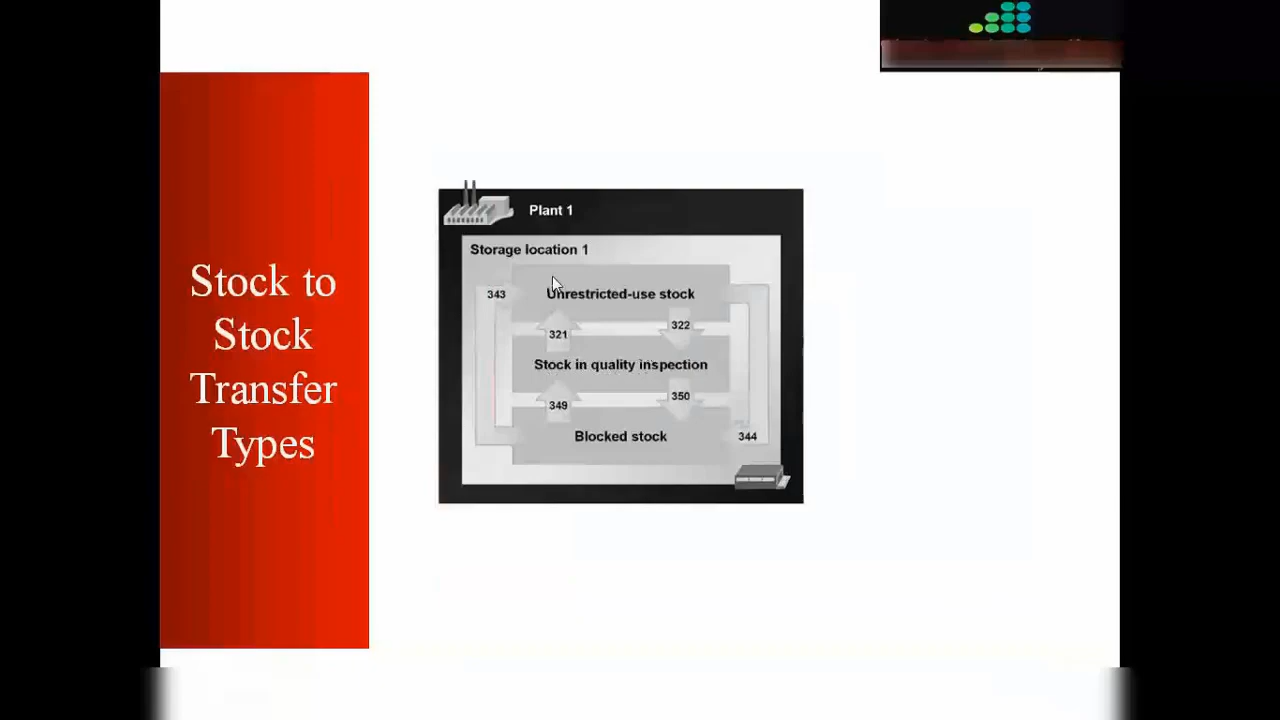 Stock to
Stock
Transfer
Types
Plant 1
Storage location 1
343
Unrestricted-use stock
321
322
Stock in quality inspection
349
350
Blocked stock
344